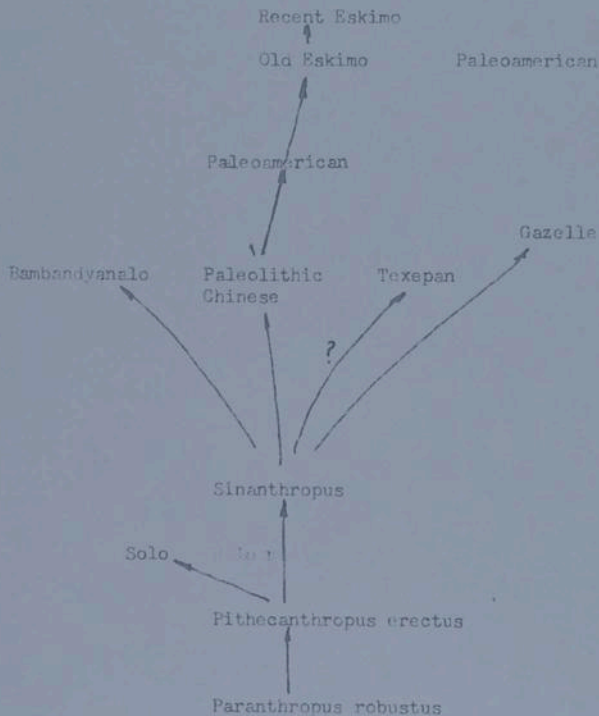 Recent Eskimo
Old Eskimo Paleoamerican
Paleoamerican
Gazelle
Bambandyanalo Paleolithic Texepan
Chinese
?
Sinanthropus
Solo
Pithecanthropus erectus
Paranthropus robustus